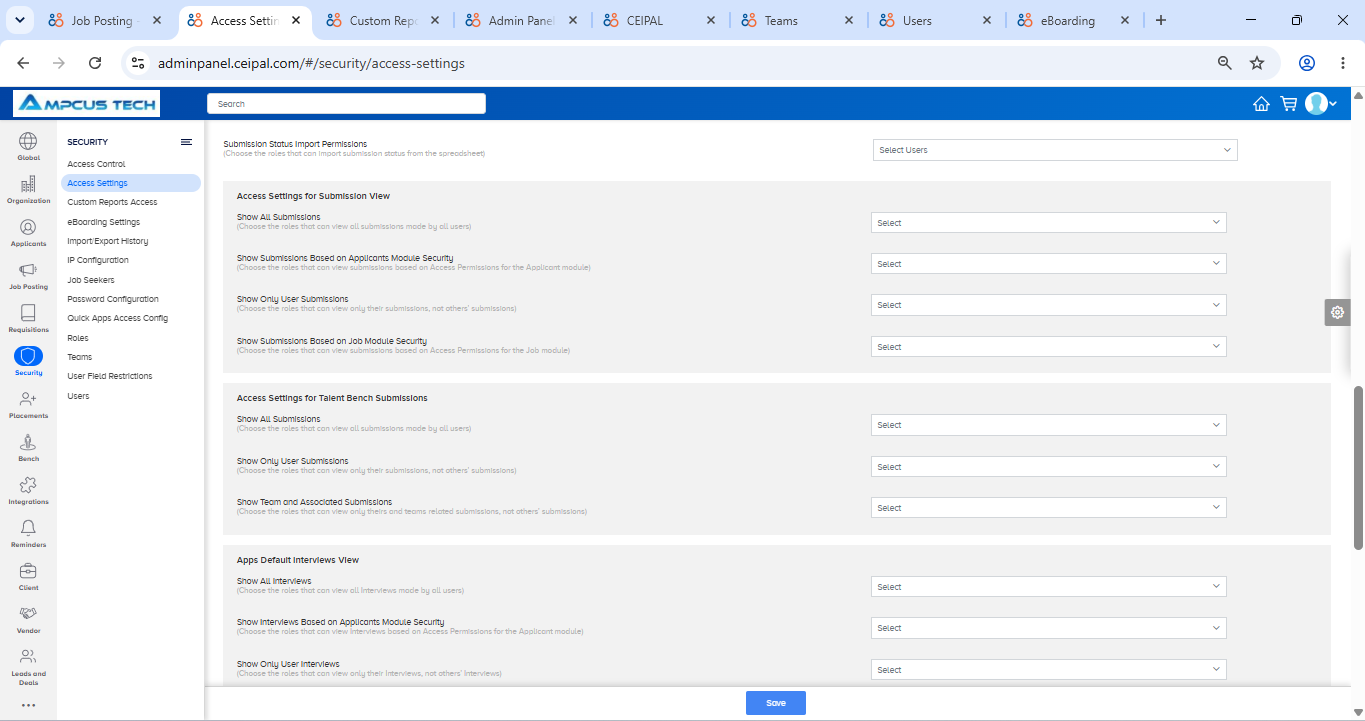 Job Posting -
Access Settin
Custom Repo
Admin Panel
CEIPAL
Teams
Users
eBoarding
adminpanel.ceipal.com/#/security/access-settings
AMPCUS TECH
Search
Global
Organization
Applicants
Job Posting
Requisitions
Security
Placements
Bench
Integrations
Reminders
Client
Vendor
Leads and
Deals
SECURITY
Access Control
Access Settings
Custom Reports Access
eBoarding Settings
Import/Export History
IP Configuration
Job Seekers
Password Configuration
Quick Apps Access Config
Roles
Teams
User Field Restrictions
Users
Submission Status Import Permissions
(Choose the roles that can import submission status from the spreadsheet)
Select Users
Access Settings for Submission View
Show All Submissions
(Choose the roles that can view all submissions made by all users)
Select
Show Submissions Based on Applicants Module Security
(Choose the roles that can view submissions based on Access Permissions for the Applicant module)
Select
Show Only User Submissions
(Choose the roles that can view only their submissions, not others' submissions)
Select
Show Submissions Based on Job Module Security
(Choose the roles that can view submissions based on Access Permissions for the Job module)
Select
Access Settings for Talent Bench Submissions
Show All Submissions
(Choose the roles that can view all submissions made by all users)
Select
Show Only User Submissions
(Choose the roles that can view only their submissions, not others' submissions)
Select
Show Team and Associated Submissions
(Choose the roles that can view only theirs and teams related submissions, not others' submissions)
Select
Apps Default Interviews View
Show All Interviews
(Choose the roles that can view all Interviews made by all users)
Select
Show Interviews Based on Applicants Module Security
(Choose the roles that can view Interviews based on Access Permissions for the Applicant module)
Select
Show Only User Interviews
(Choose the roles that can view only their Interviews, not others' Interviews)
Select
Save